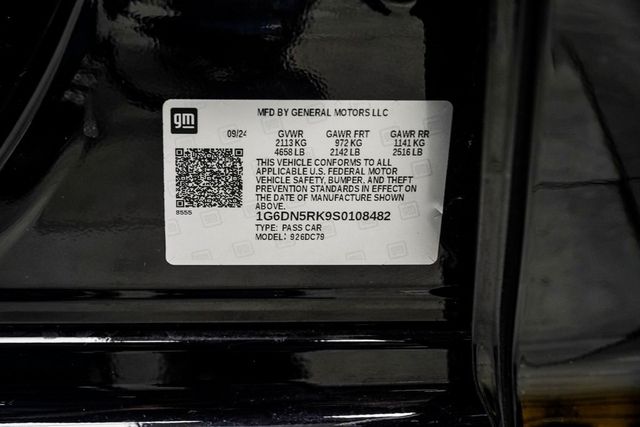 gm
MFD BY GENERAL MOTORS LLC
09/24 GVWR GAWR FRT GAWR RR
2113 KG 972 KG 1141 KG
4658 LB 2142 LB 2516 LB
THIS VEHICLE CONFORMS TO ALL
APPLICABLE U.S. FEDERAL MOTOR
VEHICLE SAFETY, BUMPER, AND THEFT
PREVENTION STANDARDS IN EFFECT ON
THE DATE OF MANUFACTURE SHOWN
ABOVE.
8555
1G6DN5RK9S0108482
TYPE: PASS CAR
MODEL: 926DC79